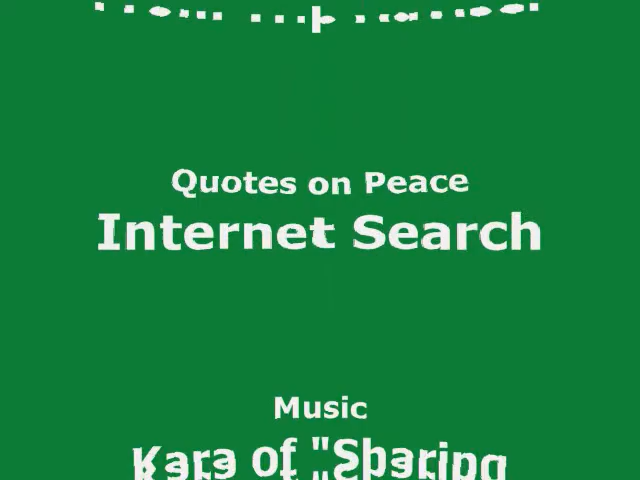 Quotes on Peace
Internet Search
Music
Kara of "Sharing